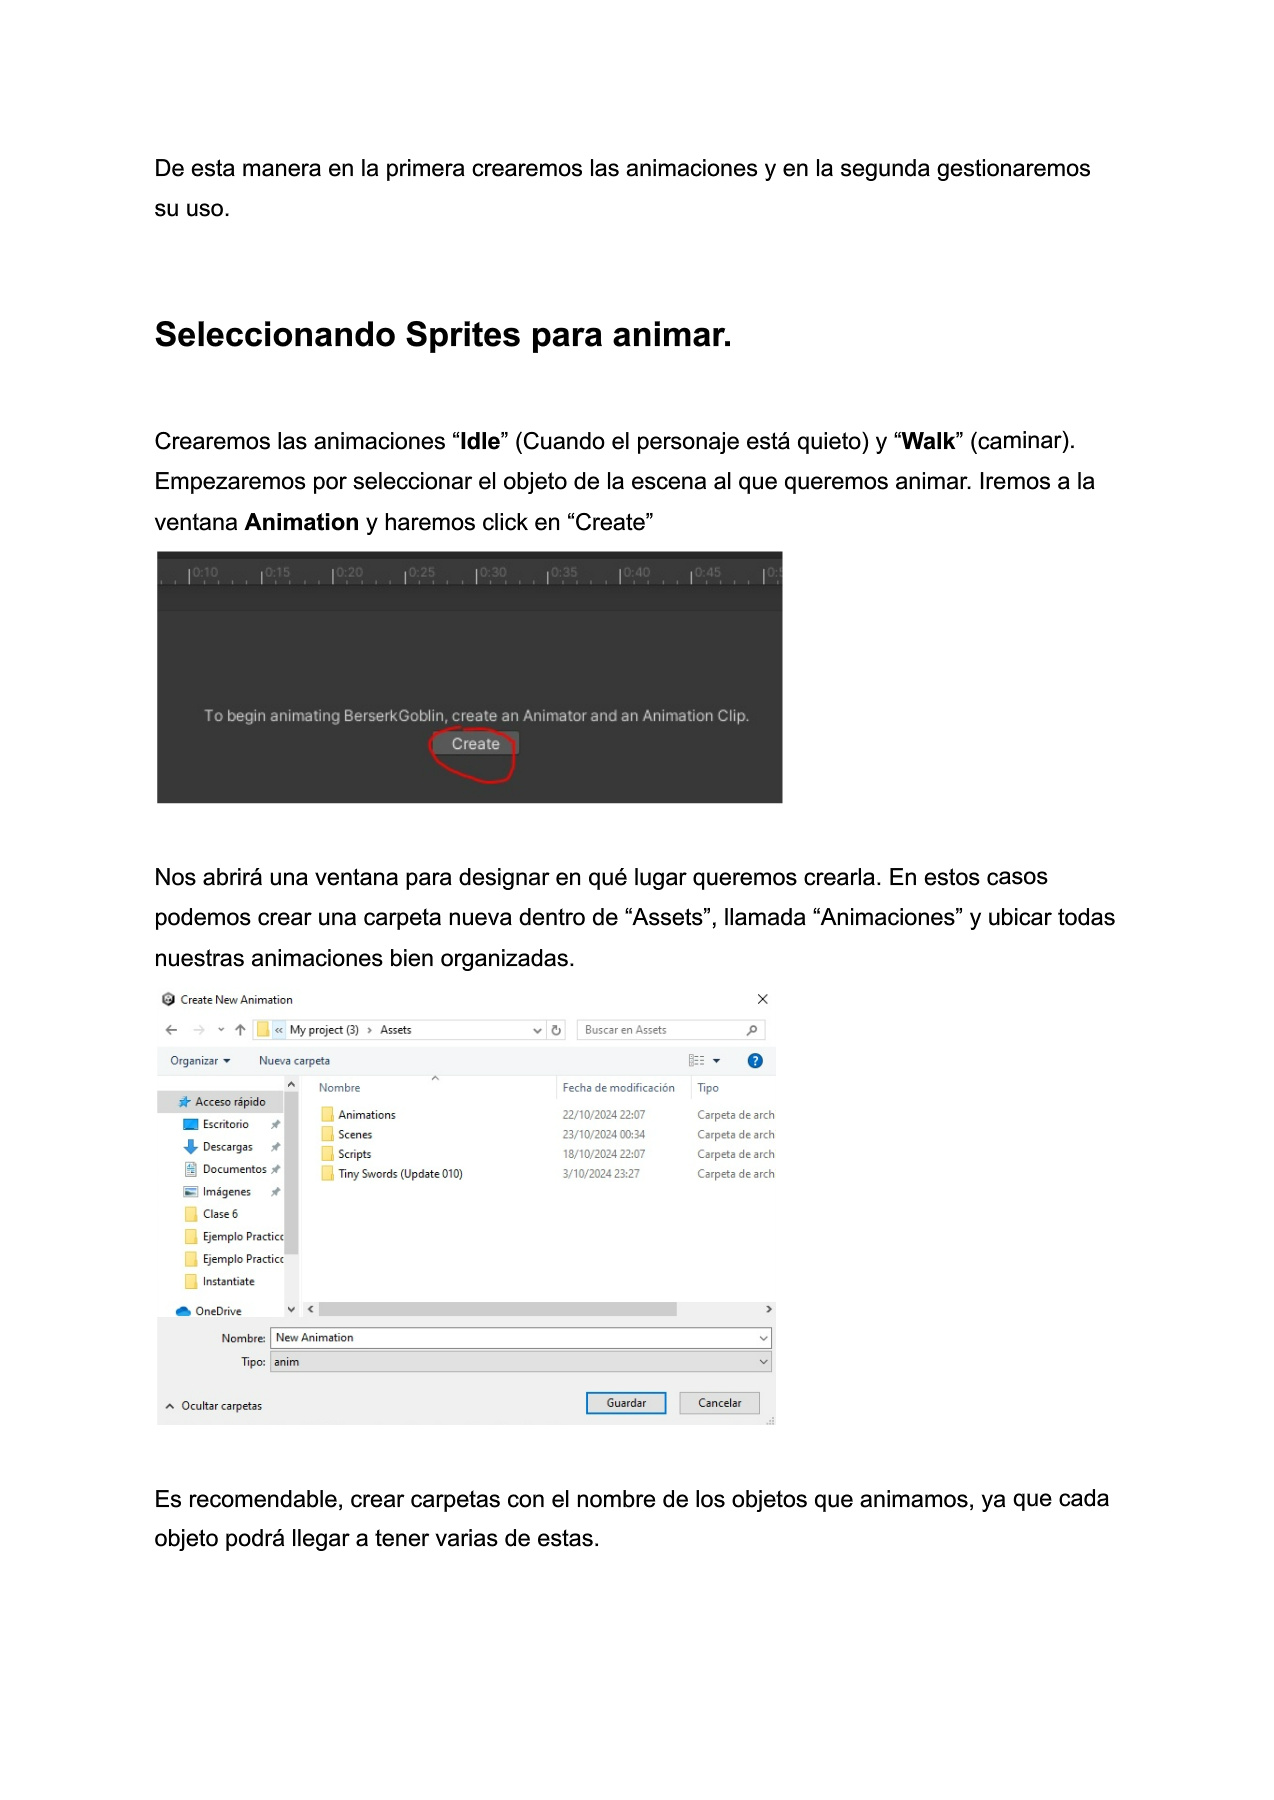 De esta manera en la primera crearemos las animaciones y en la segunda gestionaremos
su uso.
Seleccionando Sprites para animar.
Crearemos las animaciones “Idle” (Cuando el personaje está quieto) y “Walk” (caminar).
Empezaremos por seleccionar el objeto de la escena al que queremos animar. Iremos a la
ventana Animation y haremos click en “Create”
0:10 0:15 0:20 0:25 0:30 0:35 0:40 0:45
To begin animating BerserkGoblin, create an Animator and an Animation Clip.
Create
Nos abrirá una ventana para designar en qué lugar queremos crearla. En estos casos
podemos crear una carpeta nueva dentro de “Assets”, llamada “Animaciones” y ubicar todas
nuestras animaciones bien organizadas.
Create New Animation
« My project (3) > Assets Buscar en Assets
Organizar Nueva carpeta
Nombre Fecha de modificación Tipo
Acceso rápido
Escritorio
Descargas
Documentos
Imágenes
Clase 6
Ejemplo Practicc
Ejemplo Practicc
Instantiate
OneDrive
Animations 22/10/2024 22:07 Carpeta de arch
Scenes 23/10/2024 00:34 Carpeta de arch
Scripts 18/10/2024 22:07 Carpeta de arch
Tiny Swords (Update 010) 3/10/2024 23:27 Carpeta de arch
Nombre: New Animation
Tipo: anim
Ocultar carpetas Guardar Cancelar
Es recomendable, crear carpetas con el nombre de los objetos que animamos, ya que cada
objeto podrá llegar a tener varias de estas.